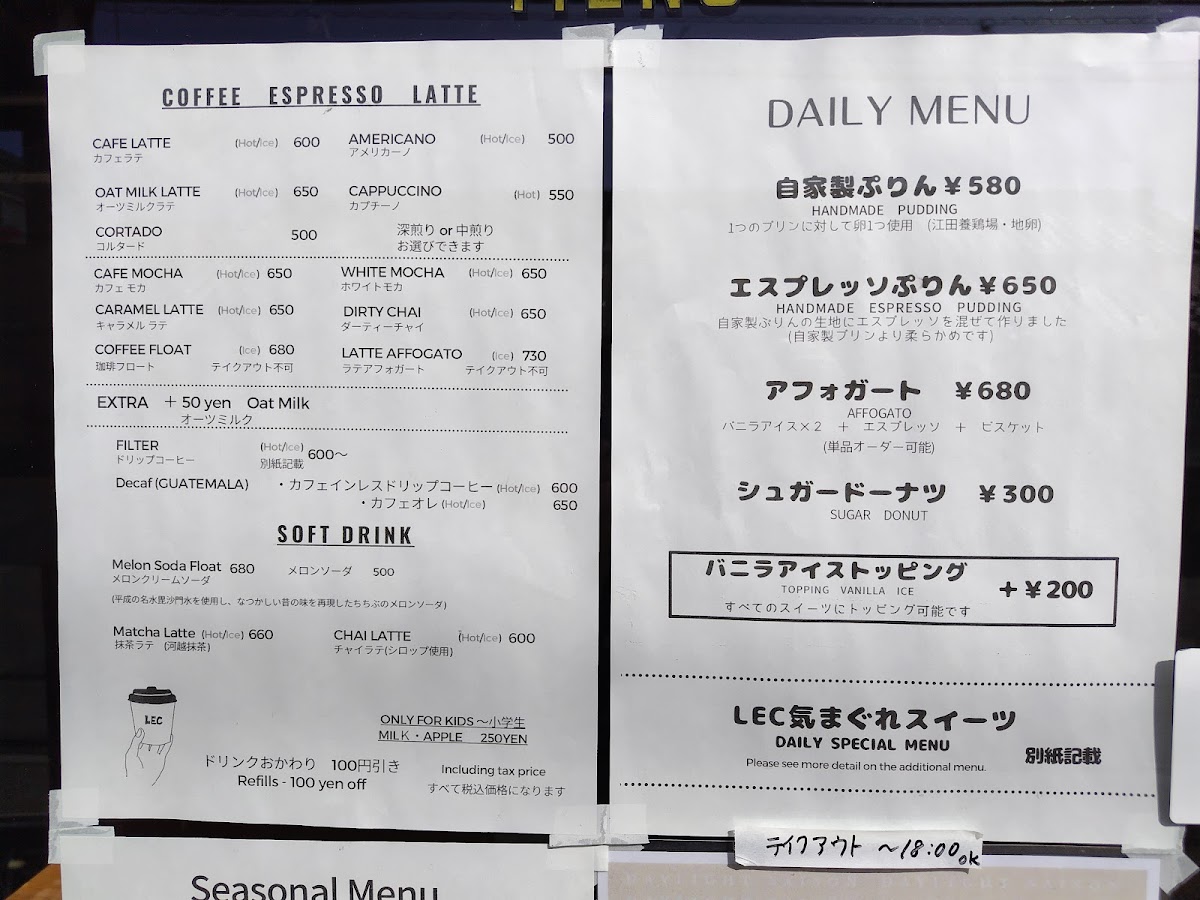 MENU
COFFEE ESPRESSO LATTE
CAFE LATTE (Hot/Ice) 600
カフェラテ
AMERICANO (Hot/Ice) 500
アメリカーノ
OAT MILK LATTE (Hot/Ice) 650
オーツミルクラテ
CAPPUCCINO (Hot) 550
カプチーノ
CORTADO 500
コルタード
深煎り or 中煎り
お選びできます
CAFE MOCHA (Hot/Ice) 650
カフェ モカ
WHITE MOCHA (Hot/Ice) 650
ホワイトモカ
CARAMEL LATTE (Hot/Ice) 650
キャラメル ラテ
DIRTY CHAI (Hot/Ice) 650
ダーティーチャイ
COFFEE FLOAT (Ice) 680
珈琲フロート テイクアウト不可
LATTE AFFOGATO (Ice) 730
ラテアフォガート テイクアウト不可
EXTRA ＋ 50 yen Oat Milk
オーツミルク
FILTER (Hot/Ice) 600〜
ドリップコーヒー 別紙記載
Decaf (GUATEMALA) ・カフェインレスドリップコーヒー (Hot/Ice) 600
・カフェオレ (Hot/Ice) 650
SOFT DRINK
Melon Soda Float 680
メロンクリームソーダ
メロンソーダ 500
(平成の名水毘沙門水を使用し、なつかしい昔の味を再現したちちぶのメロンソーダ)
Matcha Latte (Hot/Ice) 660
抹茶ラテ (河越抹茶)
CHAI LATTE (Hot/Ice) 600
チャイラテ(シロップ使用)
LEC
ONLY FOR KIDS 〜小学生
MILK・APPLE 250YEN
ドリンクおかわり 100円引き
Refills - 100 yen off
Including tax price
すべて税込価格になります
Seasonal Menu
DAILY MENU
自家製ぷりん￥580
HANDMADE PUDDING
1つのプリンに対して卵1つ使用 (江田養鶏場・地卵)
エスプレッソぷりん￥650
HANDMADE ESPRESSO PUDDING
自家製ぷりんの生地にエスプレッソを混ぜて作りました
(自家製プリンより柔らかめです)
アフォガート ￥680
AFFOGATO
バニラアイス×２ ＋ エスプレッソ ＋ ビスケット
(単品オーダー可能)
シュガードーナツ ￥300
SUGAR DONUT
バニラアイストッピング
TOPPING VANILLA ICE
すべてのスイーツにトッピング可能です
＋￥200
LEC気まぐれスイーツ
DAILY SPECIAL MENU
Please see more detail on the additional menu.
別紙記載
テイクアウト 〜18:00 ok